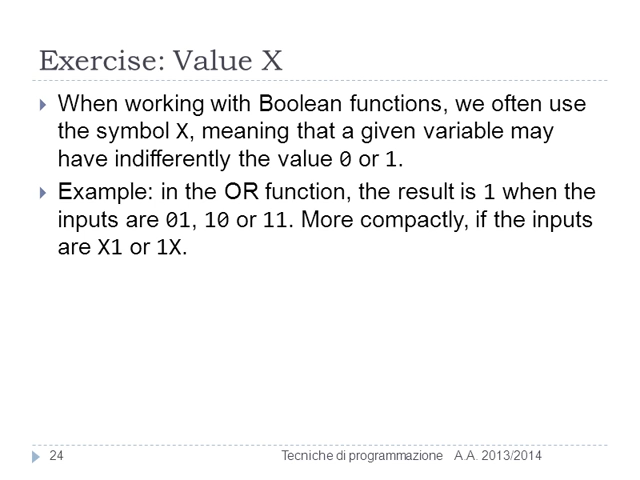 Exercise: Value X
When working with Boolean functions, we often use
the symbol X, meaning that a given variable may
have indifferently the value 0 or 1.
Example: in the OR function, the result is 1 when the
inputs are 01, 10 or 11. More compactly, if the inputs
are X1 or 1X.
24 Tecniche di programmazione A.A. 2013/2014